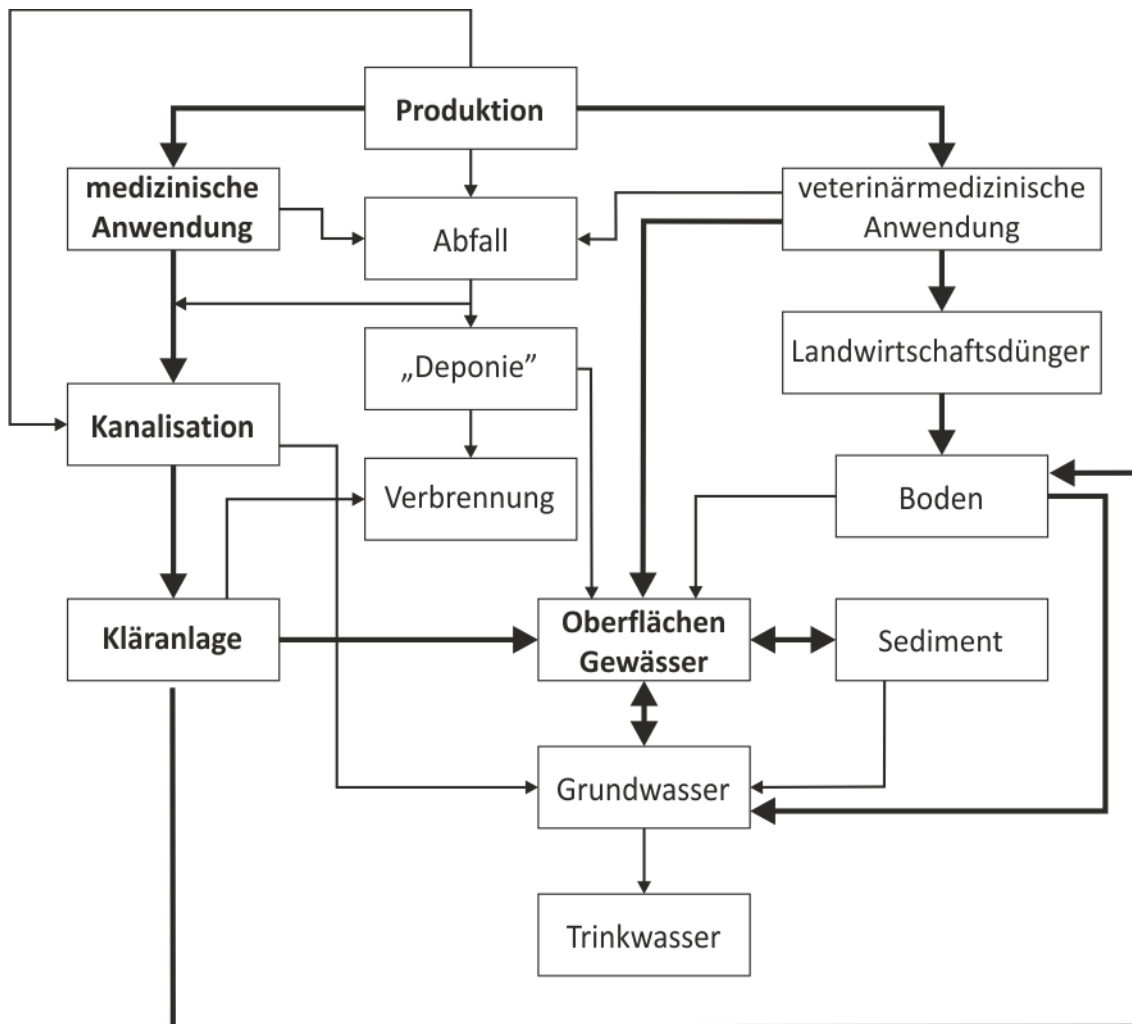 Produktion
medizinische
Anwendung
veterinärmedizinische
Anwendung
Abfall
„Deponie”
Landwirtschaftsdünger
Kanalisation
Verbrennung
Boden
Kläranlage
Oberflächen
Gewässer
Sediment
Grundwasser
Trinkwasser